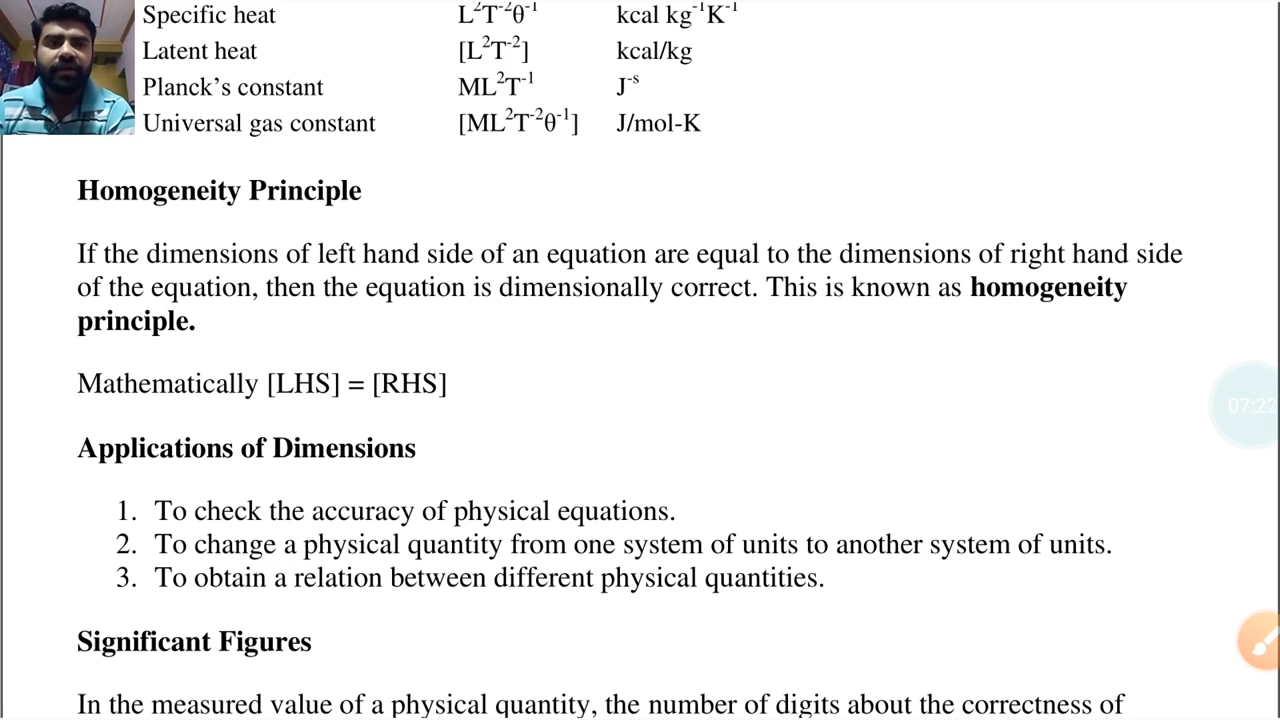 Specific heat L²T⁻²θ⁻¹ kcal kg⁻¹K⁻¹
Latent heat [L²T⁻²] kcal/kg
Planck’s constant ML²T⁻¹ J⁻ˢ
Universal gas constant [ML²T⁻²θ⁻¹] J/mol-K
Homogeneity Principle
If the dimensions of left hand side of an equation are equal to the dimensions of right hand side
of the equation, then the equation is dimensionally correct. This is known as homogeneity
principle.
Mathematically [LHS] = [RHS]
07:22
Applications of Dimensions
1. To check the accuracy of physical equations.
2. To change a physical quantity from one system of units to another system of units.
3. To obtain a relation between different physical quantities.
Significant Figures
In the measured value of a physical quantity, the number of digits about the correctness of